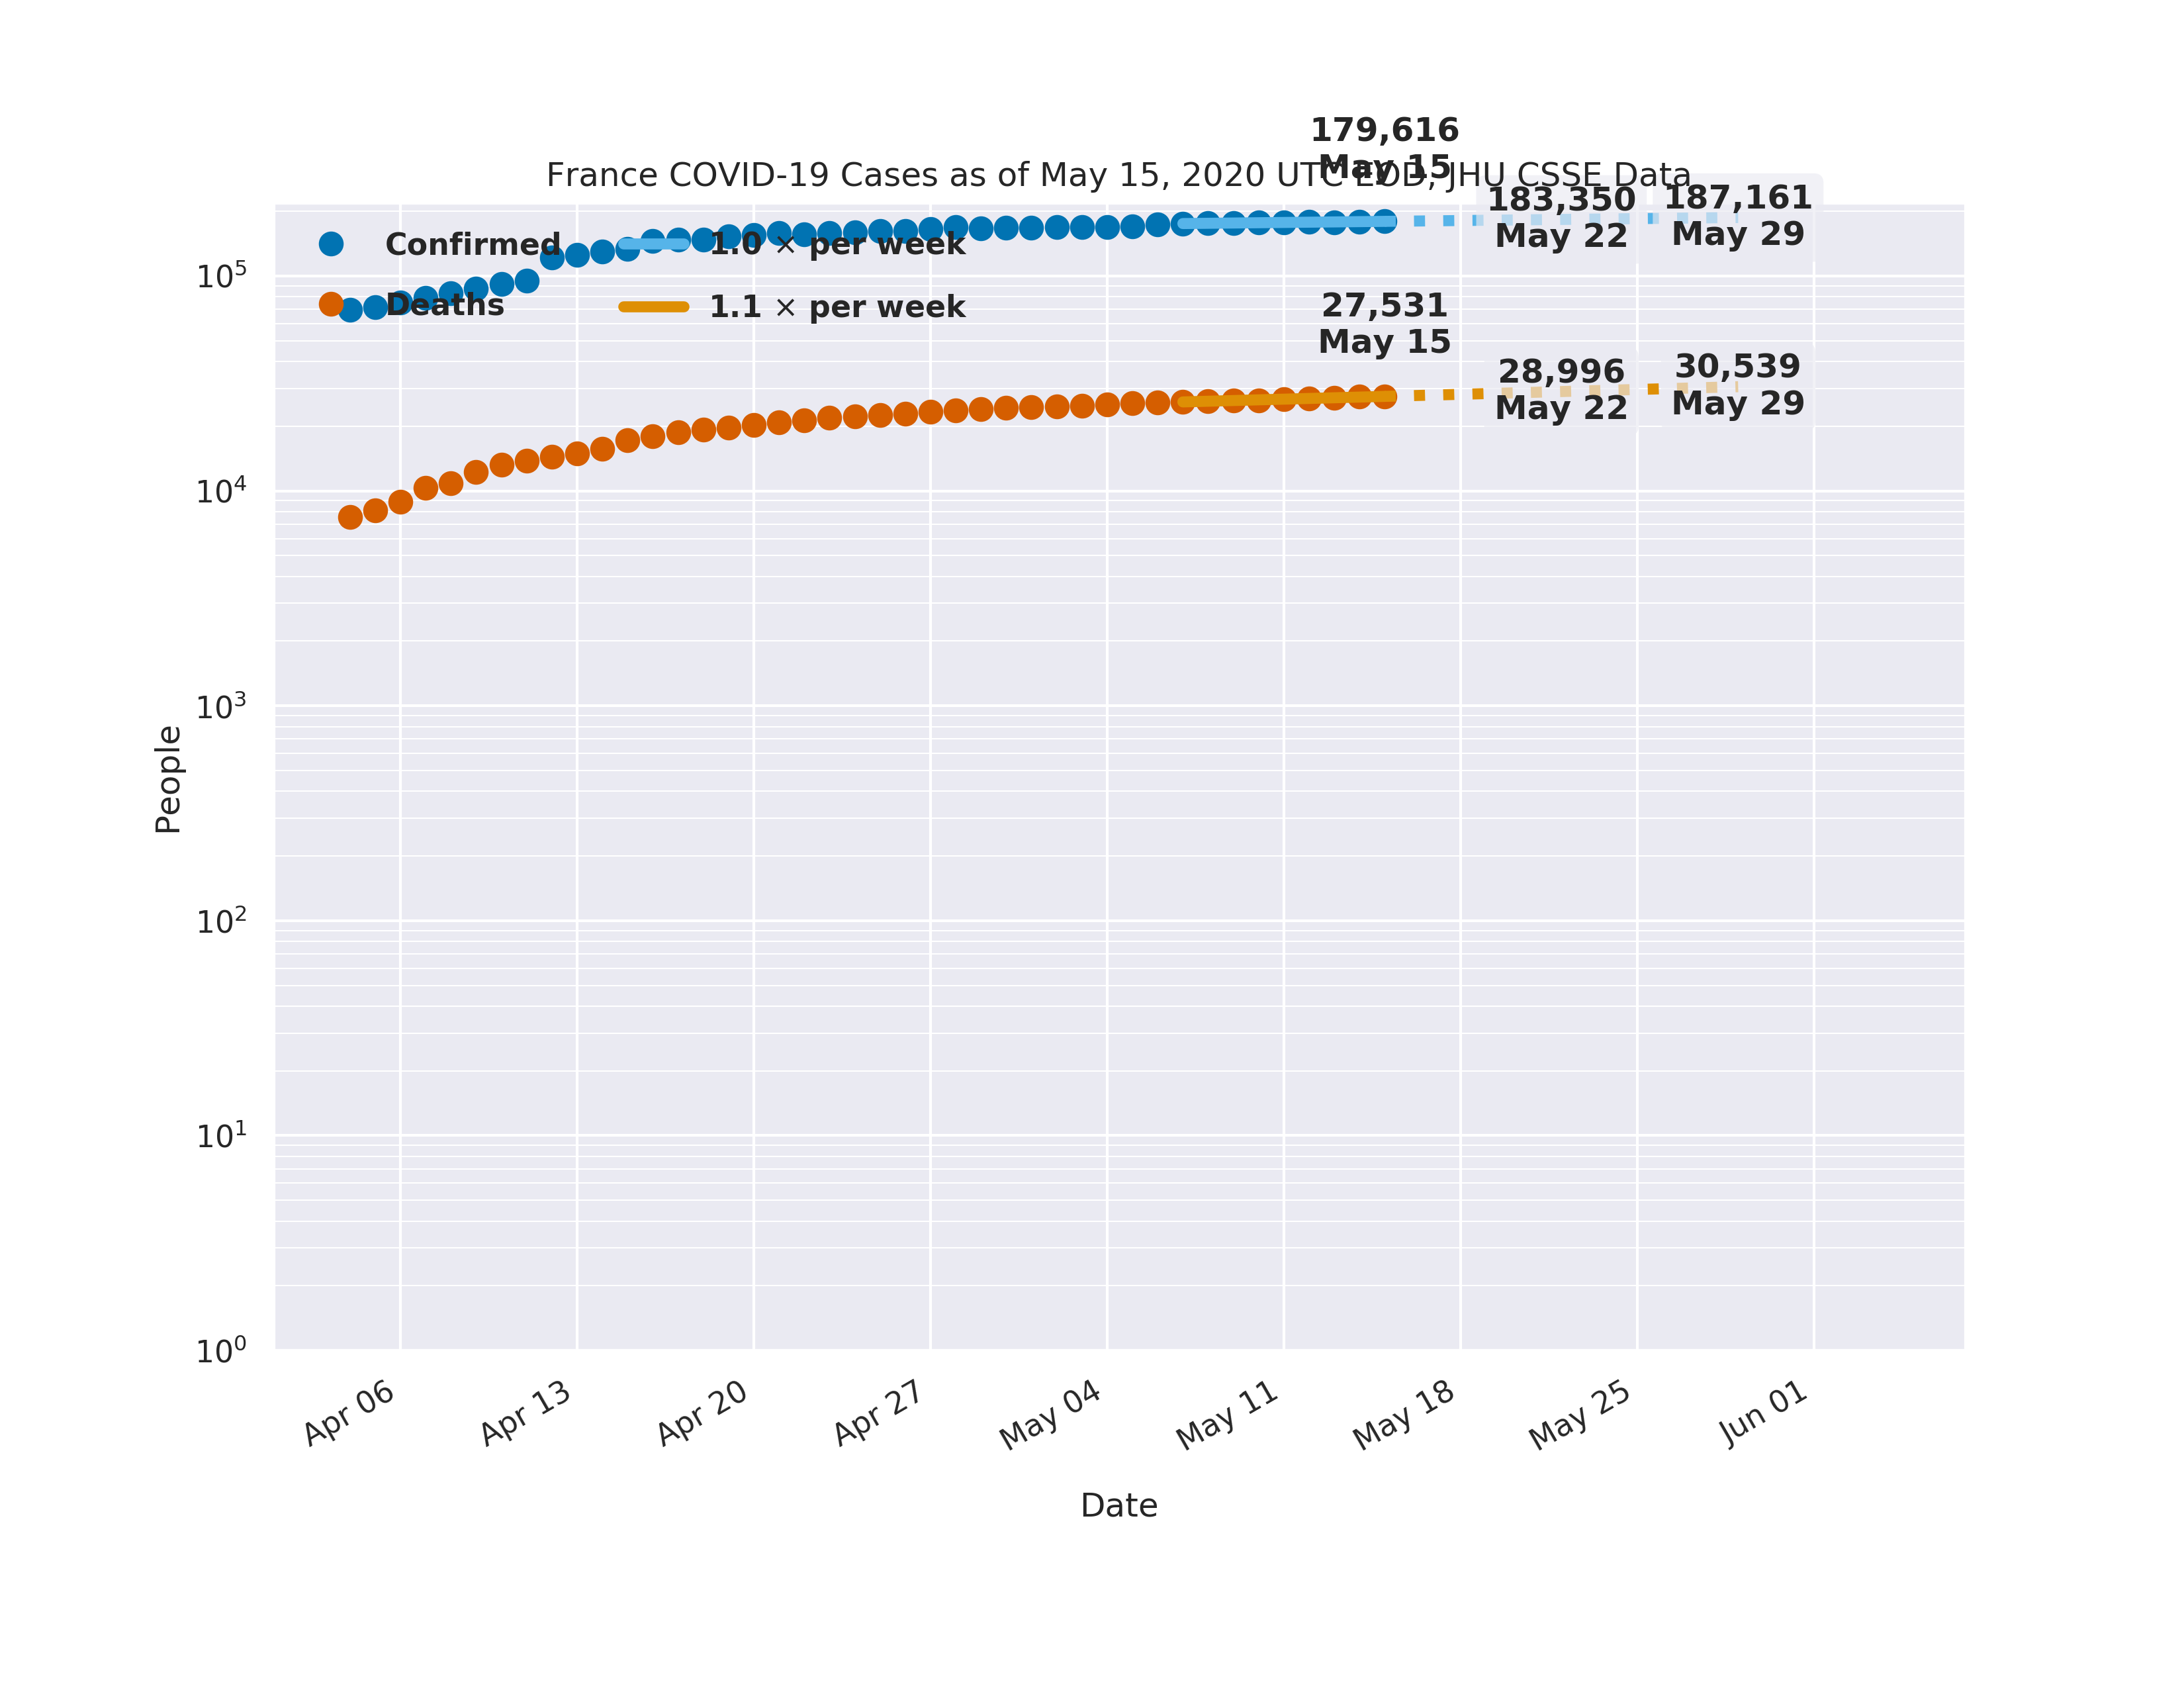 179,616
May 15
France COVID-19 Cases as of May 15, 2020 UTC EOD, JHU CSSE Data
183,350
May 22
187,161
May 29
Confirmed
1.0 × per week
Deaths
1.1 × per week
27,531
May 15
28,996
May 22
30,539
May 29
10⁵
10⁴
10³
10²
10¹
10⁰
People
Apr 06
Apr 13
Apr 20
Apr 27
May 04
May 11
May 18
May 25
Jun 01
Date